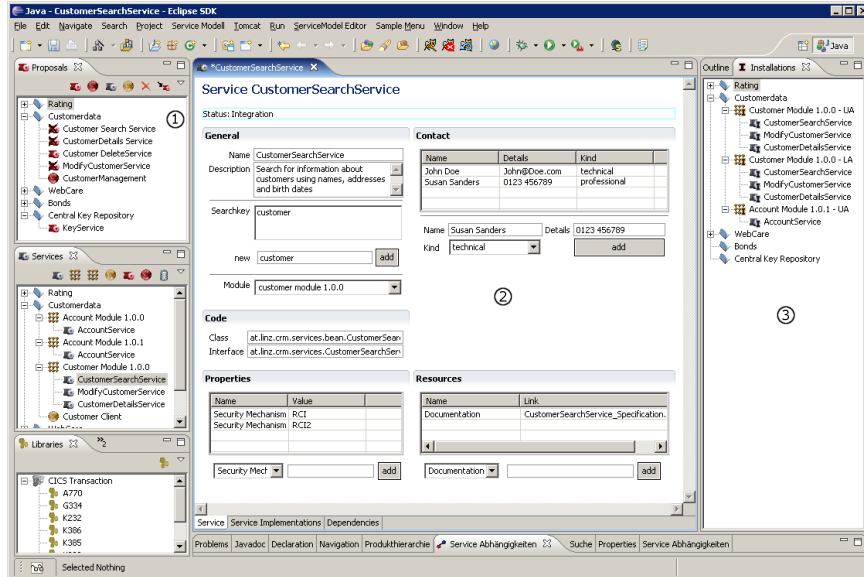 Java - CustomerSearchService - Eclipse SDK
File Edit Navigate Search Project Service Modell Tomcat Run ServiceModel Editor Sample Menu Window Help
Java
Proposals
Rating
Customerdata
①
Customer Search Service
CustomerDetails Service
Customer DeleteService
ModifyCustomerService
CustomerManagement
WebCare
Bonds
Central Key Repository
KeyService
Services
Rating
Customerdata
Account Module 1.0.0
AccountService
Account Module 1.0.1
AccountService
Customer Module 1.0.0
CustomerSearchService
ModifyCustomerService
CustomerDetailsService
Customer Client
Libraries
»2
CICS Transaction
A770
G334
K232
K386
K385
*CustomerSearchService
Service CustomerSearchService
Status: Integration
General
Name CustomerSearchService
Description Search for information about
customers using names, addresses
and birth dates
Searchkey customer
new customer add
Module customer module 1.0.0
Code
Class at.linz.crm.services.bean.CustomerSear
Interface at.linz.crm.services.CustomerSearchSer
Properties
Name Value
Security Mechanism RCI
Security Mechanism RCI2
Security Mech add
Contact
Name Details Kind
John Doe John@Doe.com technical
Susan Sanders 0123 456789 professional
Name Susan Sanders Details 0123 456789
Kind technical add
②
Resources
Name Link
Documentation CustomerSearchService_Specification.
Documentation add
Service Service Implementations Dependencies
Problems Javadoc Declaration Navigation Produkthierarchie Service Abhängigkeiten Suche Properties Service Abhängigkeiten
Outline Installations
Rating
Customerdata
Customer Module 1.0.0 - UA
CustomerSearchService
ModifyCustomerService
CustomerDetailsService
Customer Module 1.0.0 - LA
CustomerSearchService
ModifyCustomerService
CustomerDetailsService
Account Module 1.0.1 - UA
AccountService
WebCare
Bonds
Central Key Repository
③
Selected Nothing